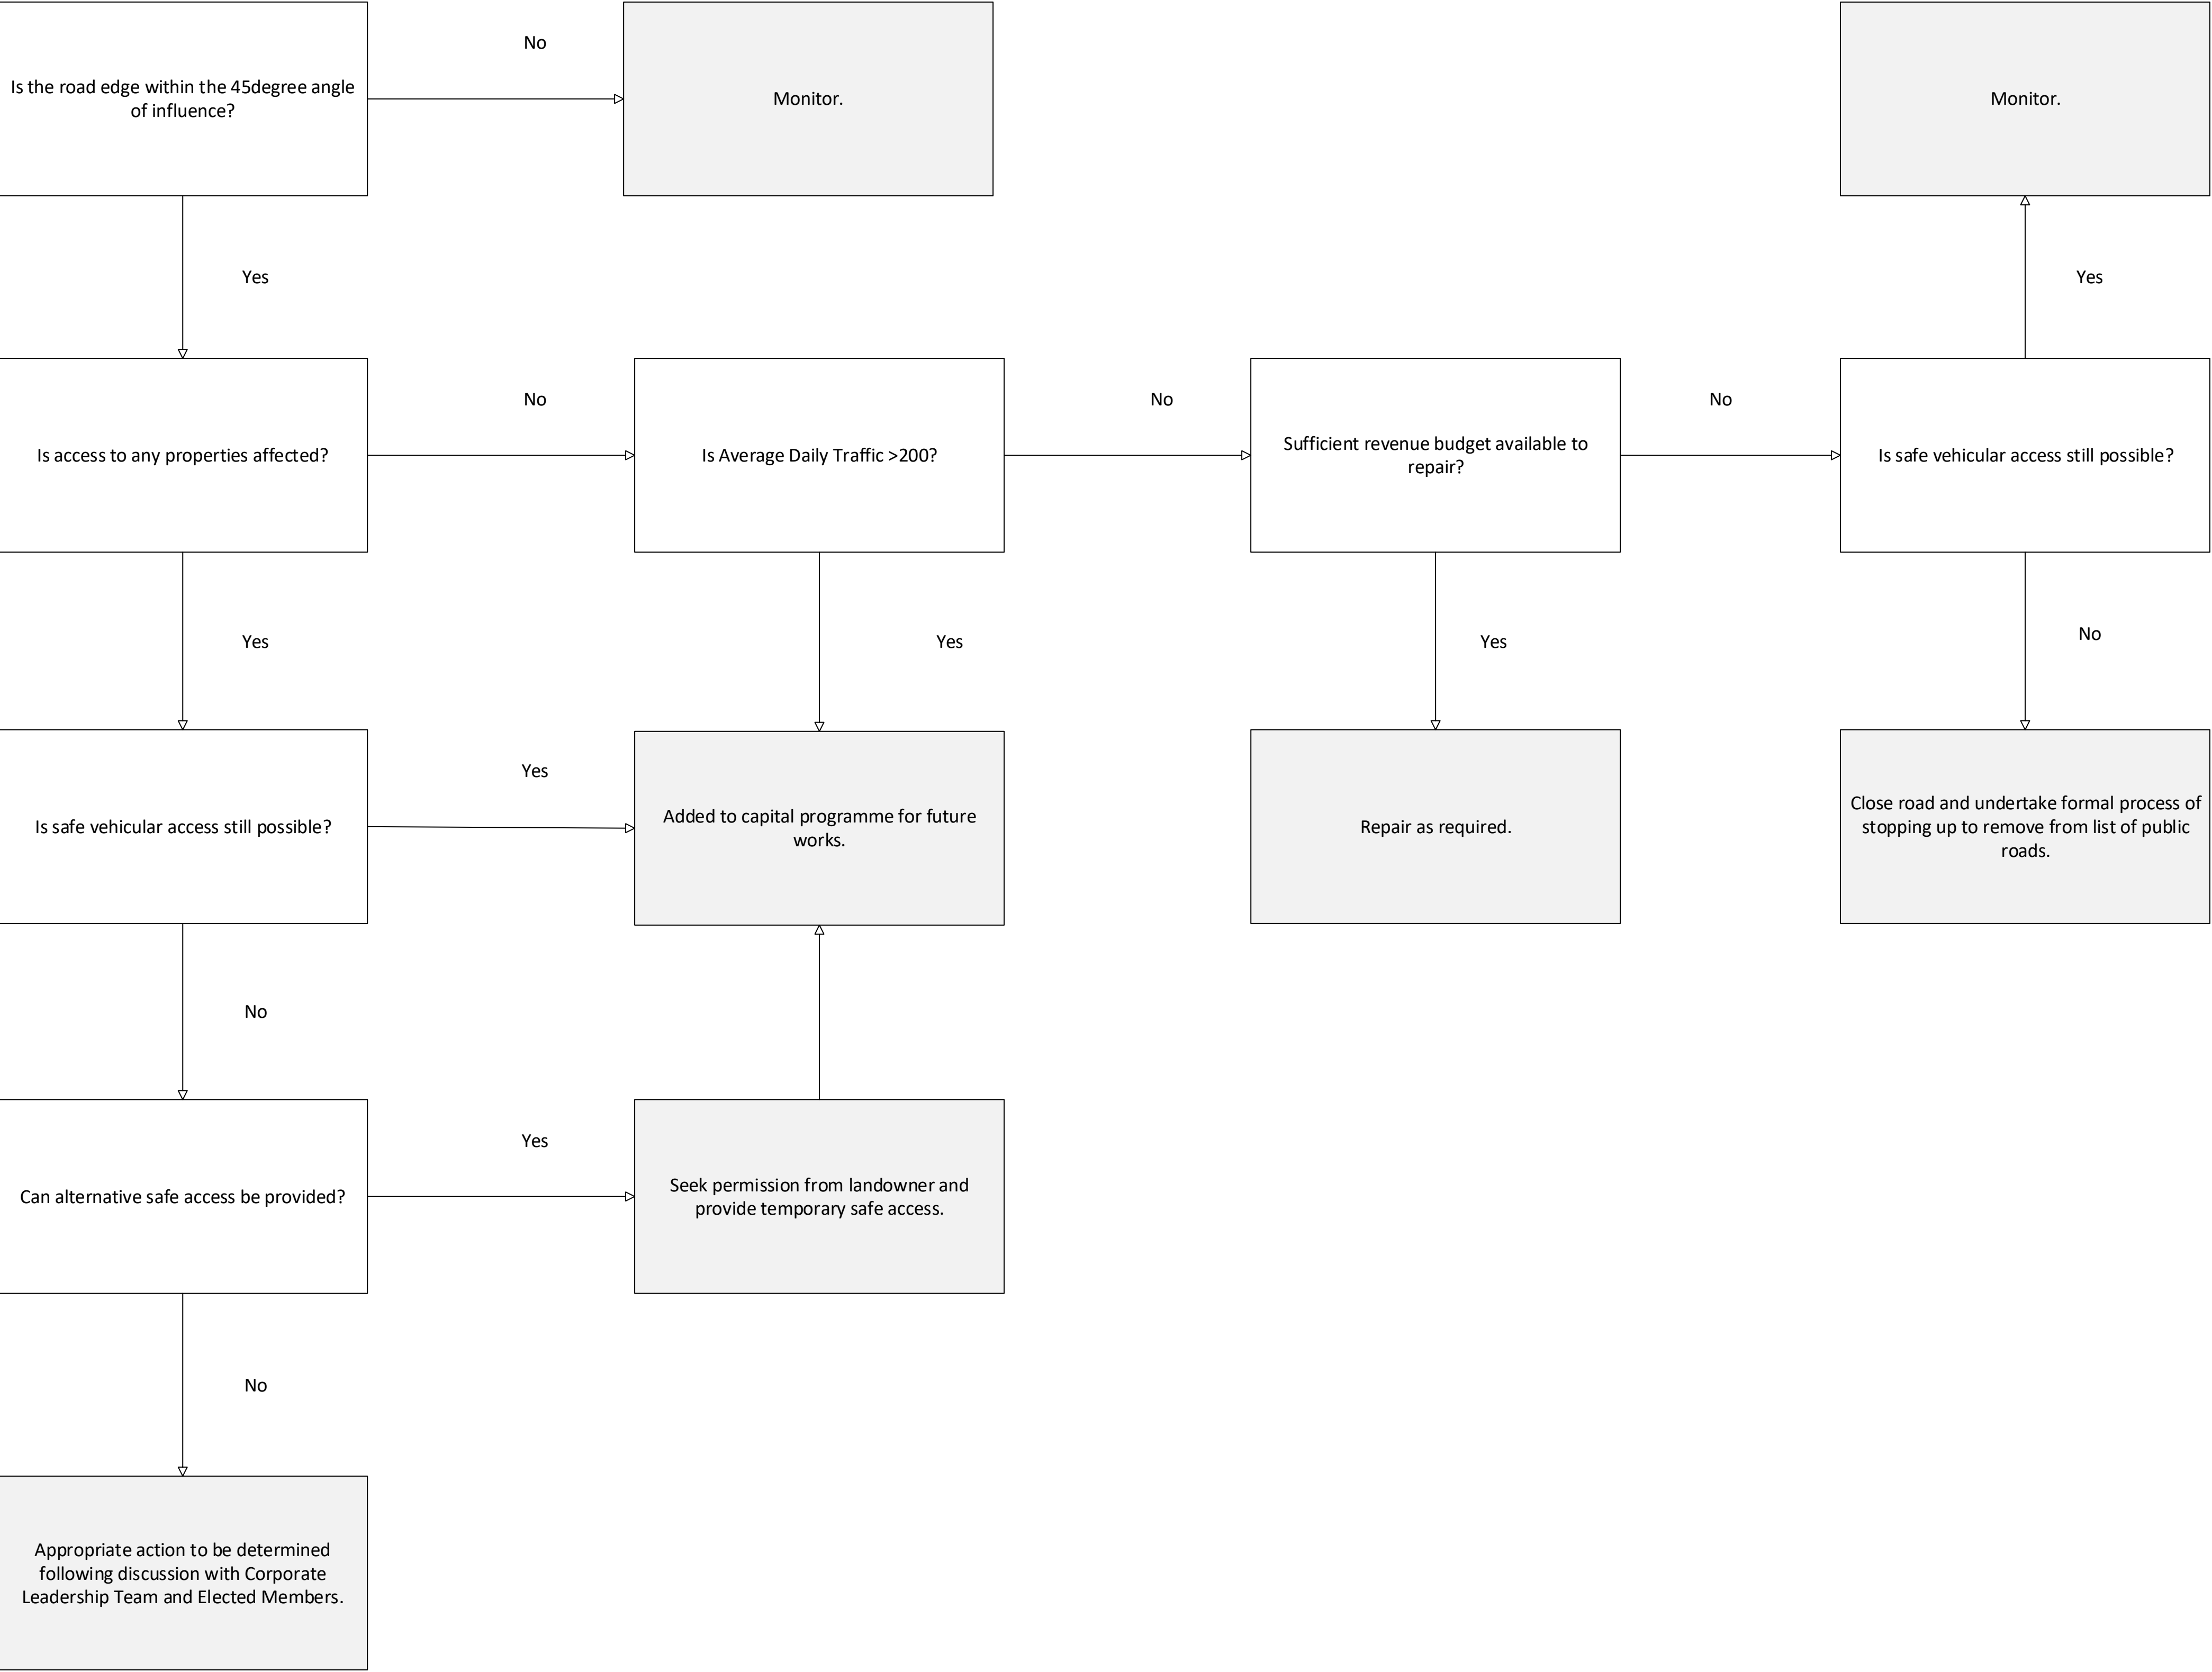 Is the road edge within the 45degree angle
of influence?
No
Monitor.
Monitor.
Yes
Yes
Is access to any properties affected?
No
Is Average Daily Traffic >200?
No
Sufficient revenue budget available to
repair?
No
Is safe vehicular access still possible?
Yes
Yes
Yes
No
Is safe vehicular access still possible?
Yes
Added to capital programme for future
works.
Repair as required.
Close road and undertake formal process of
stopping up to remove from list of public
roads.
No
Can alternative safe access be provided?
Yes
Seek permission from landowner and
provide temporary safe access.
No
Appropriate action to be determined
following discussion with Corporate
Leadership Team and Elected Members.